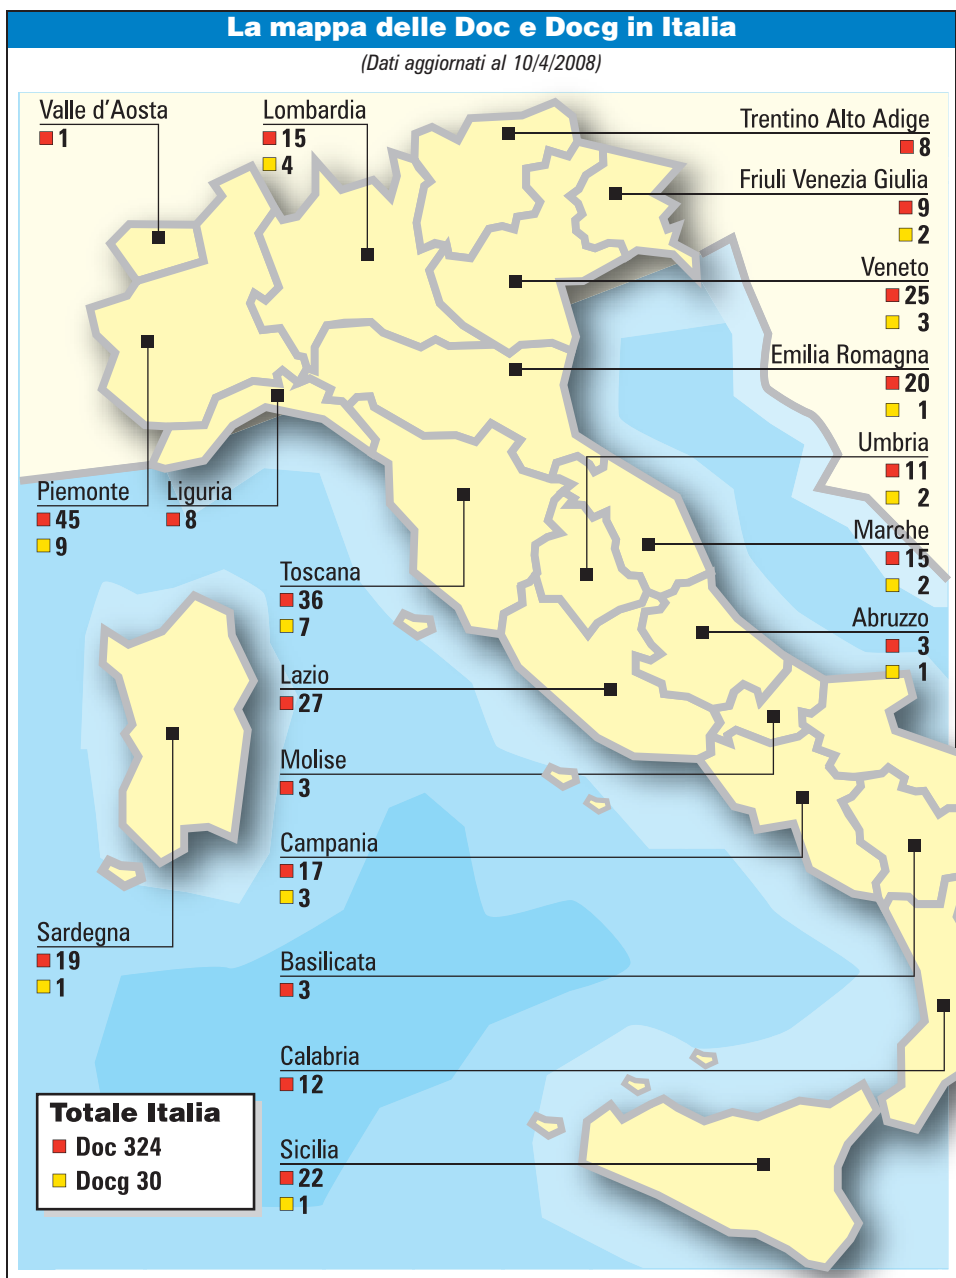 La mappa delle Doc e Docg in Italia
(Dati aggiornati al 10/4/2008)
Valle d'Aosta
1
Lombardia
15
4
Trentino Alto Adige
8
Friuli Venezia Giulia
9
2
Veneto
25
3
Emilia Romagna
20
1
Umbria
11
2
Marche
15
2
Abruzzo
3
1
Piemonte
45
9
Liguria
8
Toscana
36
7
Lazio
27
Molise
3
Campania
17
3
Sardegna
19
1
Basilicata
3
Calabria
12
Sicilia
22
1
Totale Italia
Doc 324
Docg 30